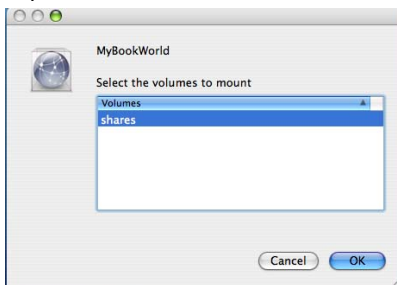 MyBookWorld
Select the volumes to mount
Volumes
shares
Cancel OK